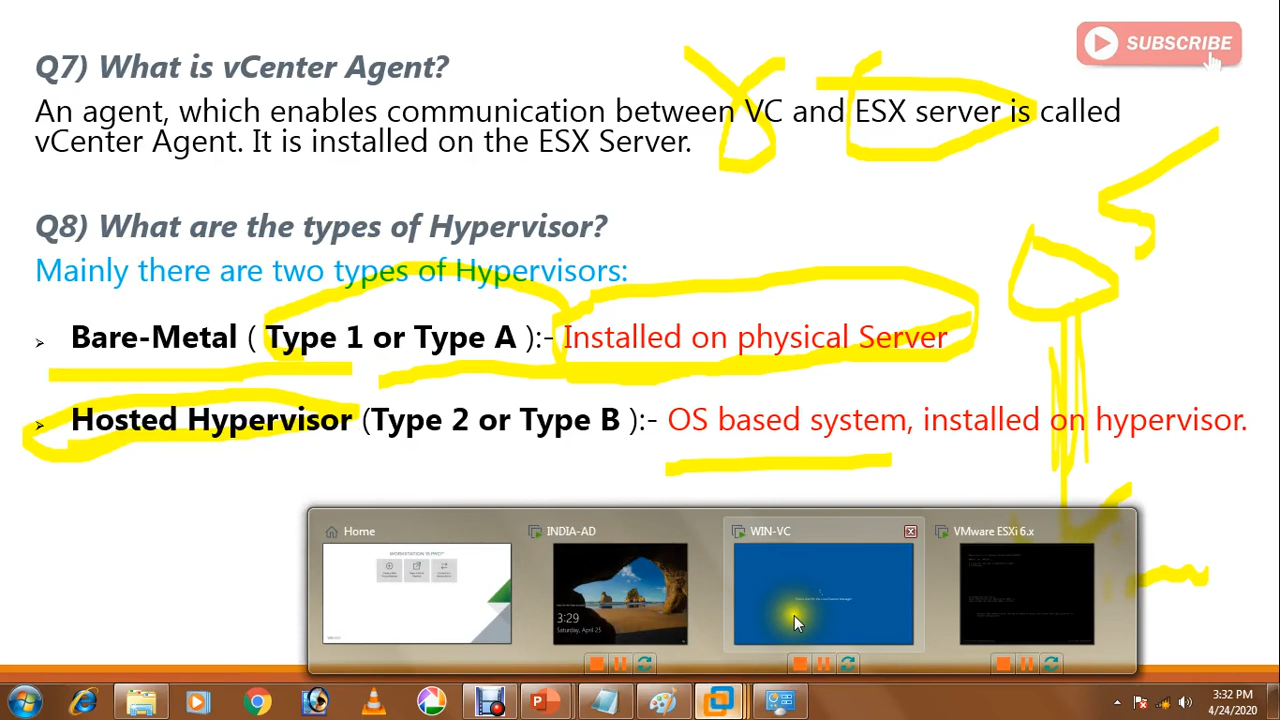 SUBSCRIBE
Q7) What is vCenter Agent?
An agent, which enables communication between VC and ESX server is called
vCenter Agent. It is installed on the ESX Server.
Q8) What are the types of Hypervisor?
Mainly there are two types of Hypervisors:
Bare-Metal ( Type 1 or Type A ):- Installed on physical Server
Hosted Hypervisor (Type 2 or Type B ):- OS based system, installed on hypervisor.
Home
INDIA-AD
WIN-VC
VMware ESXi 6.x
3:29
Saturday, April 25
3:32 PM
4/24/2020